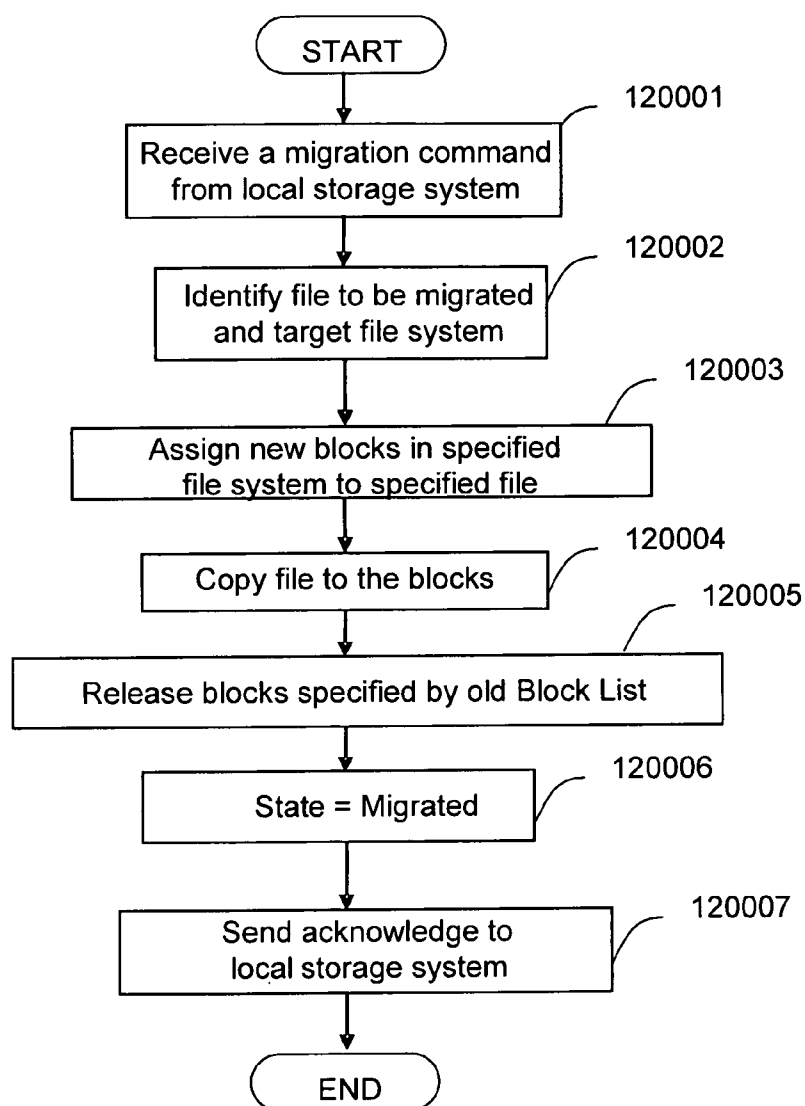 START
120001
Receive a migration command
from local storage system
120002
Identify file to be migrated
and target file system
120003
Assign new blocks in specified
file system to specified file
120004
Copy file to the blocks
120005
Release blocks specified by old Block List
120006
State = Migrated
120007
Send acknowledge to
local storage system
END